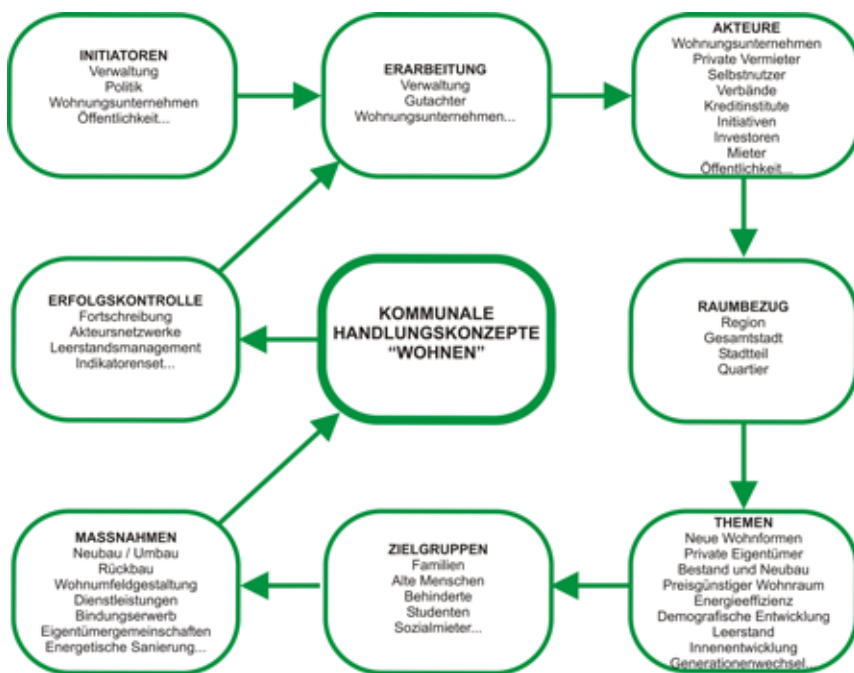 INITIATOREN
Verwaltung
Politik
Wohnungsunternehmen
Öffentlichkeit...
ERARBEITUNG
Verwaltung
Gutachter
Wohnungsunternehmen...
AKTEURE
Wohnungsunternehmen
Private Vermieter
Selbstnutzer
Verbände
Kreditinstitute
Initiativen
Investoren
Mieter
Öffentlichkeit...
ERFOLGSKONTROLLE
Fortschreibung
Akteursnetzwerke
Leerstandsmanagement
Indikatorenset...
KOMMUNALE
HANDLUNGSKONZEPTE
“WOHNEN”
RAUMBEZUG
Region
Gesamtstadt
Stadtteil
Quartier
MASSNAHMEN
Neubau / Umbau
Rückbau
Wohnumfeldgestaltung
Dienstleistungen
Bindungserwerb
Eigentümergemeinschaften
Energetische Sanierung...
ZIELGRUPPEN
Familien
Alte Menschen
Behinderte
Studenten
Sozialmieter...
THEMEN
Neue Wohnformen
Private Eigentümer
Bestand und Neubau
Preisgünstiger Wohnraum
Energieeffizienz
Demografische Entwicklung
Leerstand
Innenentwicklung
Generationenwechsel...